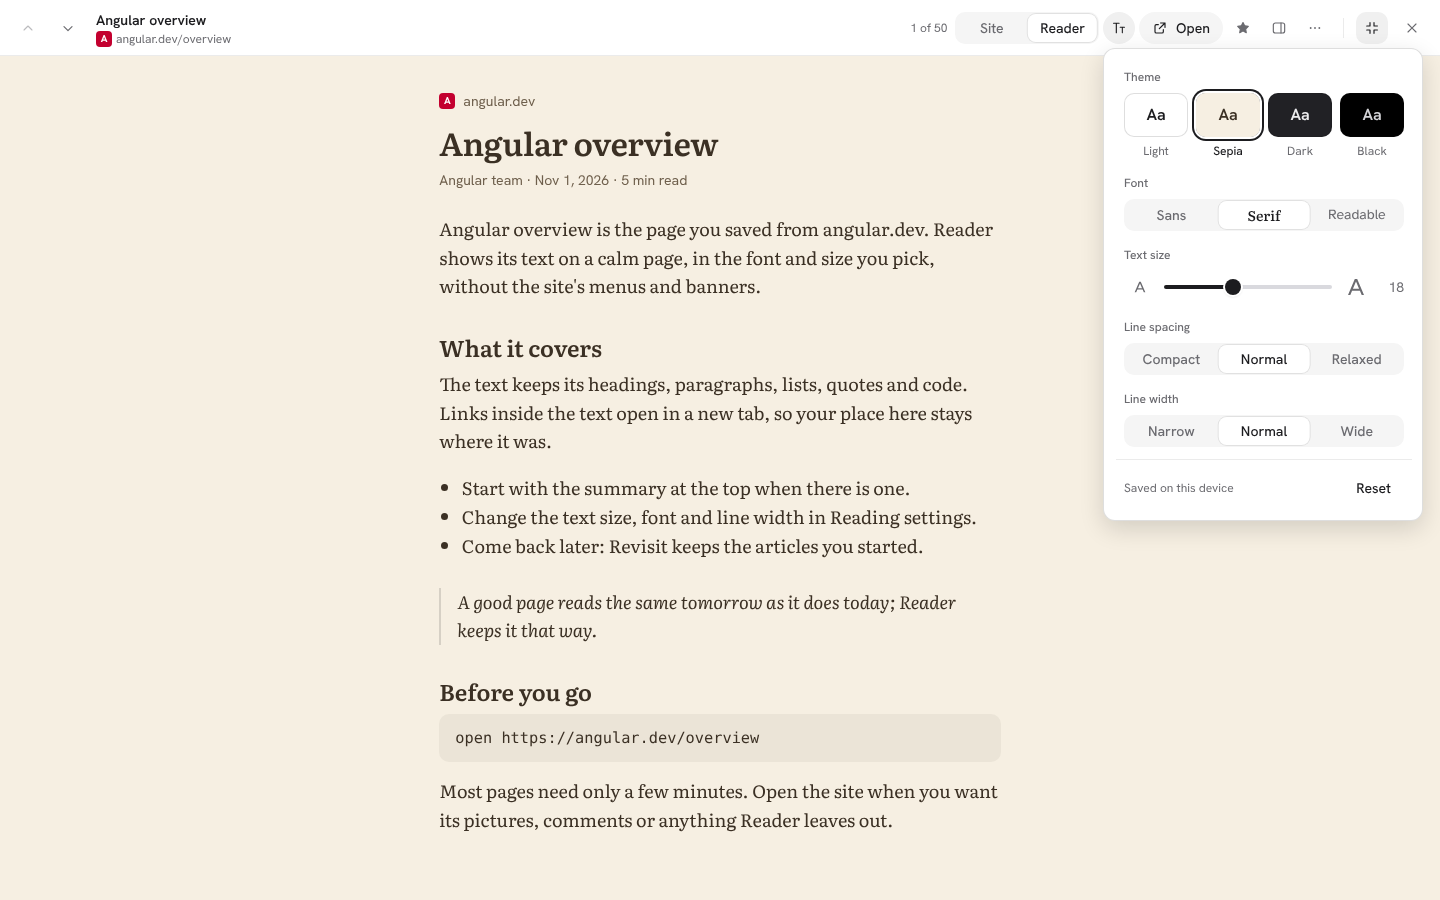 Angular overview
A angular.dev/overview
1 of 50
Site
Reader
Tт
Open
A angular.dev
Angular overview
Angular team · Nov 1, 2026 · 5 min read
Angular overview is the page you saved from angular.dev. Reader
shows its text on a calm page, in the font and size you pick,
without the site's menus and banners.
What it covers
The text keeps its headings, paragraphs, lists, quotes and code.
Links inside the text open in a new tab, so your place here stays
where it was.
• Start with the summary at the top when there is one.
• Change the text size, font and line width in Reading settings.
• Come back later: Revisit keeps the articles you started.
A good page reads the same tomorrow as it does today; Reader
keeps it that way.
Before you go
open https://angular.dev/overview
Most pages need only a few minutes. Open the site when you want
its pictures, comments or anything Reader leaves out.
Theme
Aa Aa Aa Aa
Light Sepia Dark Black
Font
Sans Serif Readable
Text size
A A 18
Line spacing
Compact Normal Relaxed
Line width
Narrow Normal Wide
Saved on this device
Reset